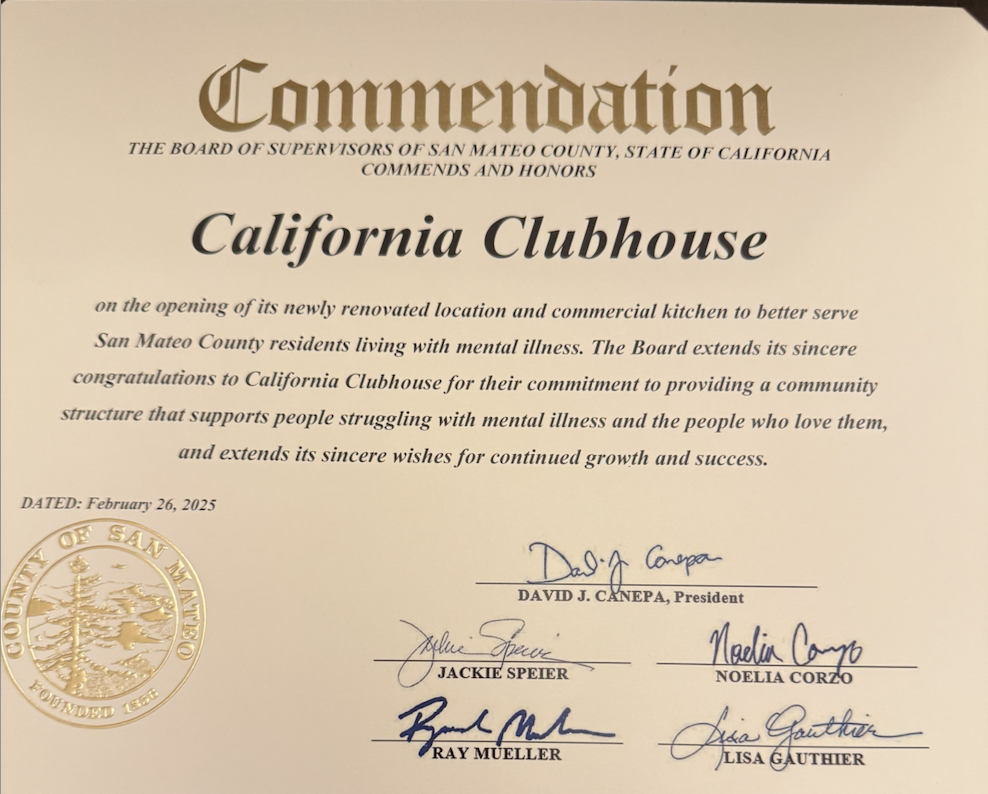 Commendation
THE BOARD OF SUPERVISORS OF SAN MATEO COUNTY, STATE OF CALIFORNIA
COMMENDS AND HONORS
California Clubhouse
on the opening of its newly renovated location and commercial kitchen to better serve
San Mateo County residents living with mental illness. The Board extends its sincere
congratulations to California Clubhouse for their commitment to providing a community
structure that supports people struggling with mental illness and the people who love them,
and extends its sincere wishes for continued growth and success.
DATED: February 26, 2025
COUNTY OF SAN MATEO
FOUNDED 1856
David J. Canepa
DAVID J. CANEPA, President
Jackie Speier
JACKIE SPEIER
Noelia Corzo
NOELIA CORZO
Ray Mueller
RAY MUELLER
Lisa Gauthier
LISA GAUTHIER